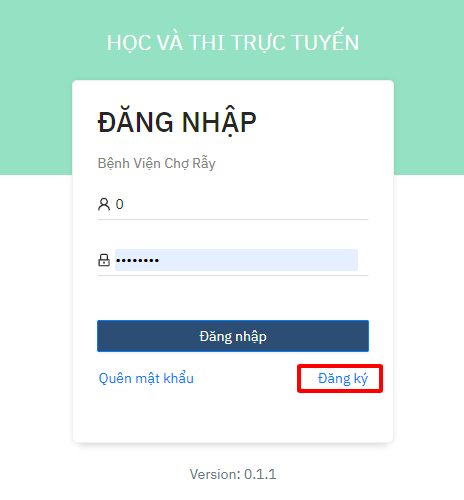 HỌC VÀ THI TRỰC TUYẾN
ĐĂNG NHẬP
Bệnh Viện Chợ Rẫy
0
••••••••
Đăng nhập
Quên mật khẩu
Đăng ký
Version: 0.1.1